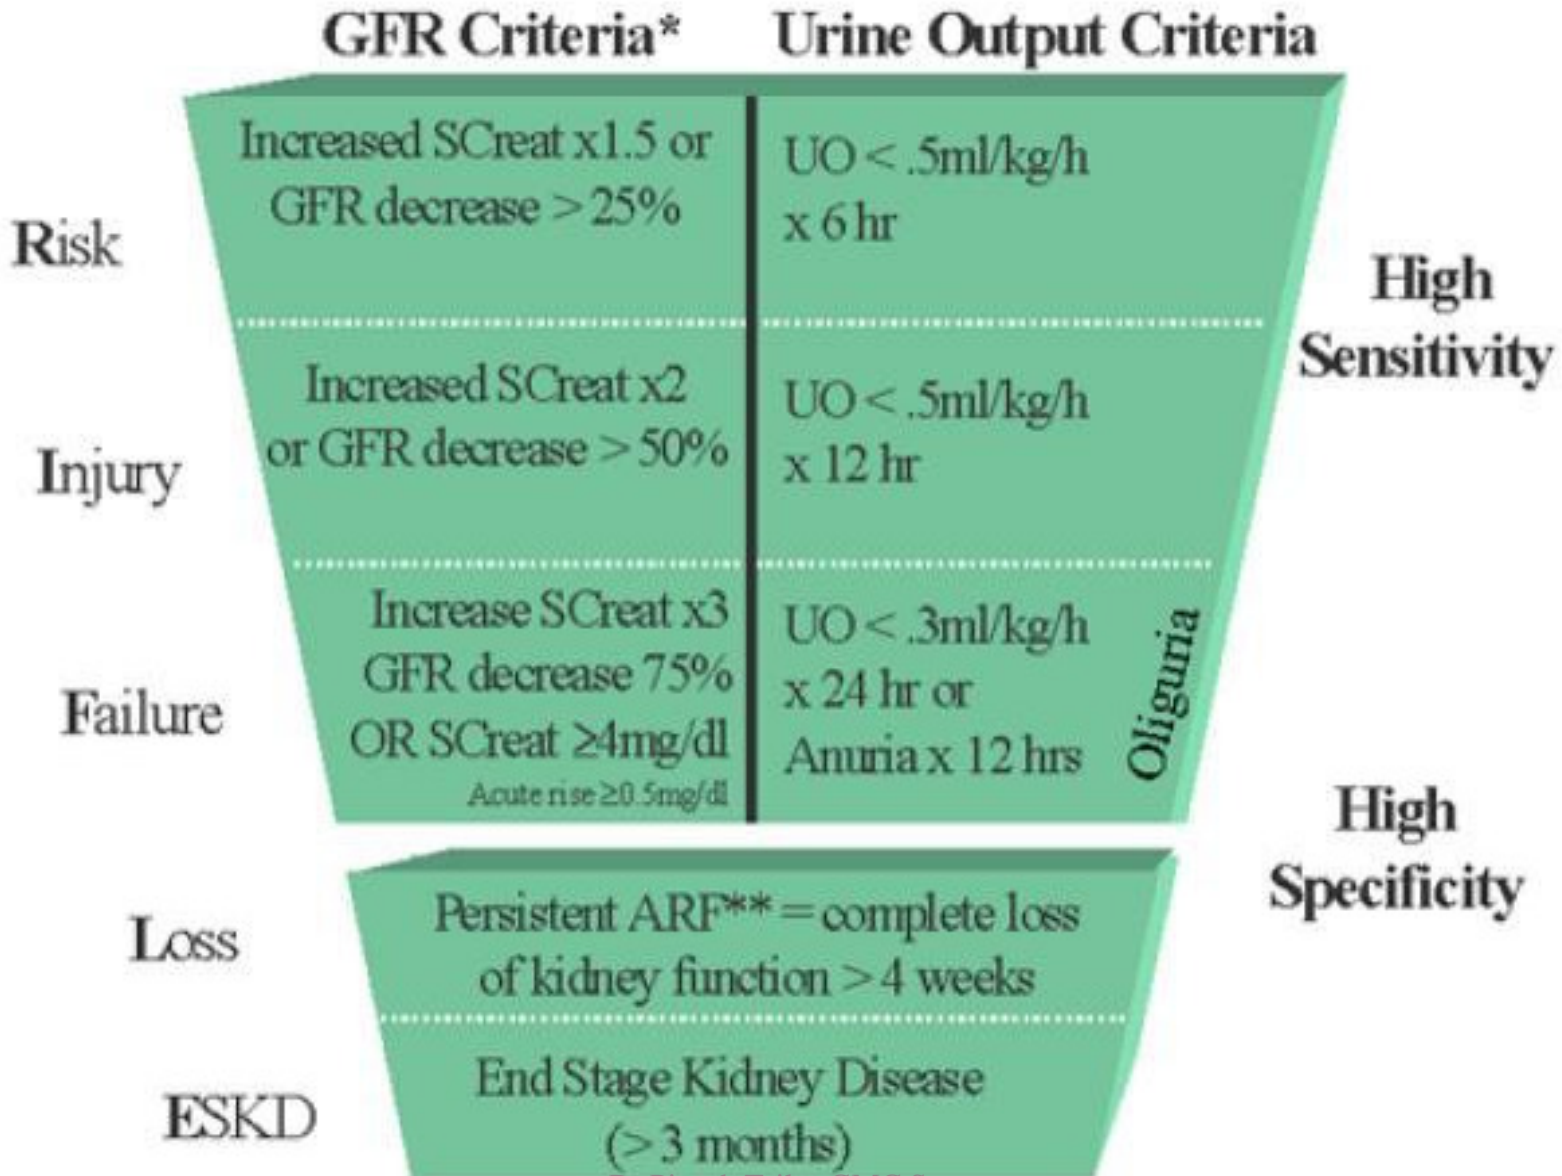 GFR Criteria*
Urine Output Criteria
Risk
Increased SCreat x1.5 or
GFR decrease > 25%
UO < .5ml/kg/h
x 6 hr
High
Sensitivity
Injury
Increased SCreat x2
or GFR decrease > 50%
UO < .5ml/kg/h
x 12 hr
Failure
Increase SCreat x3
GFR decrease 75%
OR SCreat ≥4mg/dl
Acute rise ≥0.5mg/dl
UO < .3ml/kg/h
x 24 hr or
Anuria x 12 hrs
Oliguria
High
Specificity
Loss
Persistent ARF** = complete loss
of kidney function > 4 weeks
ESKD
End Stage Kidney Disease
(> 3 months)